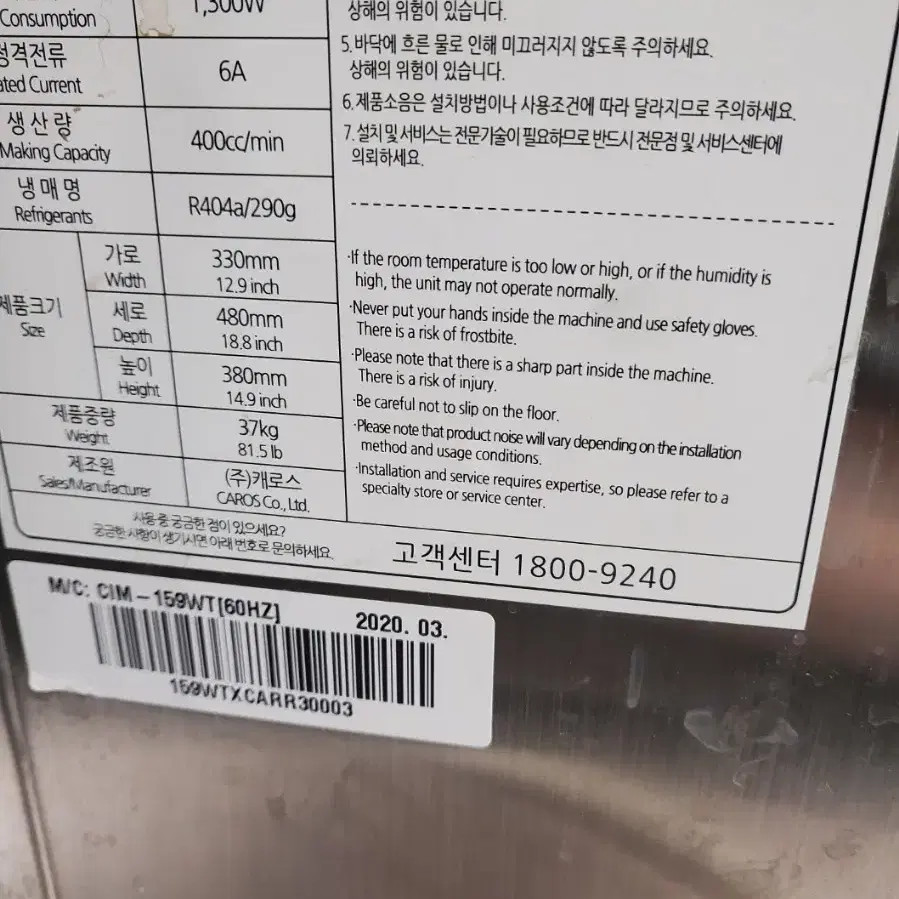 Consumption
1,300W
정격전류
Rated Current
6A
생산량
Making Capacity
400cc/min
냉매명
Refrigerants
R404a/290g
제품크기
Size
가로
Width
330mm
12.9 inch
세로
Depth
480mm
18.8 inch
높이
Height
380mm
14.9 inch
제품중량
Weight
37kg
81.5 lb
제조원
Sales/Manufacturer
(주)캐로스
CAROS Co., Ltd.
상해의 위험이 있습니다.
5.바닥에 흐른 물로 인해 미끄러지지 않도록 주의하세요.
상해의 위험이 있습니다.
6.제품소음은 설치방법이나 사용조건에 따라 달라지므로 주의하세요.
7.설치 및 서비스는 전문기술이 필요하므로 반드시 전문점 및 서비스센터에
의뢰하세요.
·If the room temperature is too low or high, or if the humidity is
high, the unit may not operate normally.
·Never put your hands inside the machine and use safety gloves.
There is a risk of frostbite.
·Please note that there is a sharp part inside the machine.
There is a risk of injury.
·Be careful not to slip on the floor.
·Please note that product noise will vary depending on the installation
method and usage conditions.
·Installation and service requires expertise, so please refer to a
specialty store or service center.
사용 중 궁금한 점이 있으세요?
궁금한 사항이 생기시면 아래 번호로 문의하세요.
고객센터 1800-9240
M/C: CIM-159WT[60HZ]
2020. 03.
159WTXCARR30003